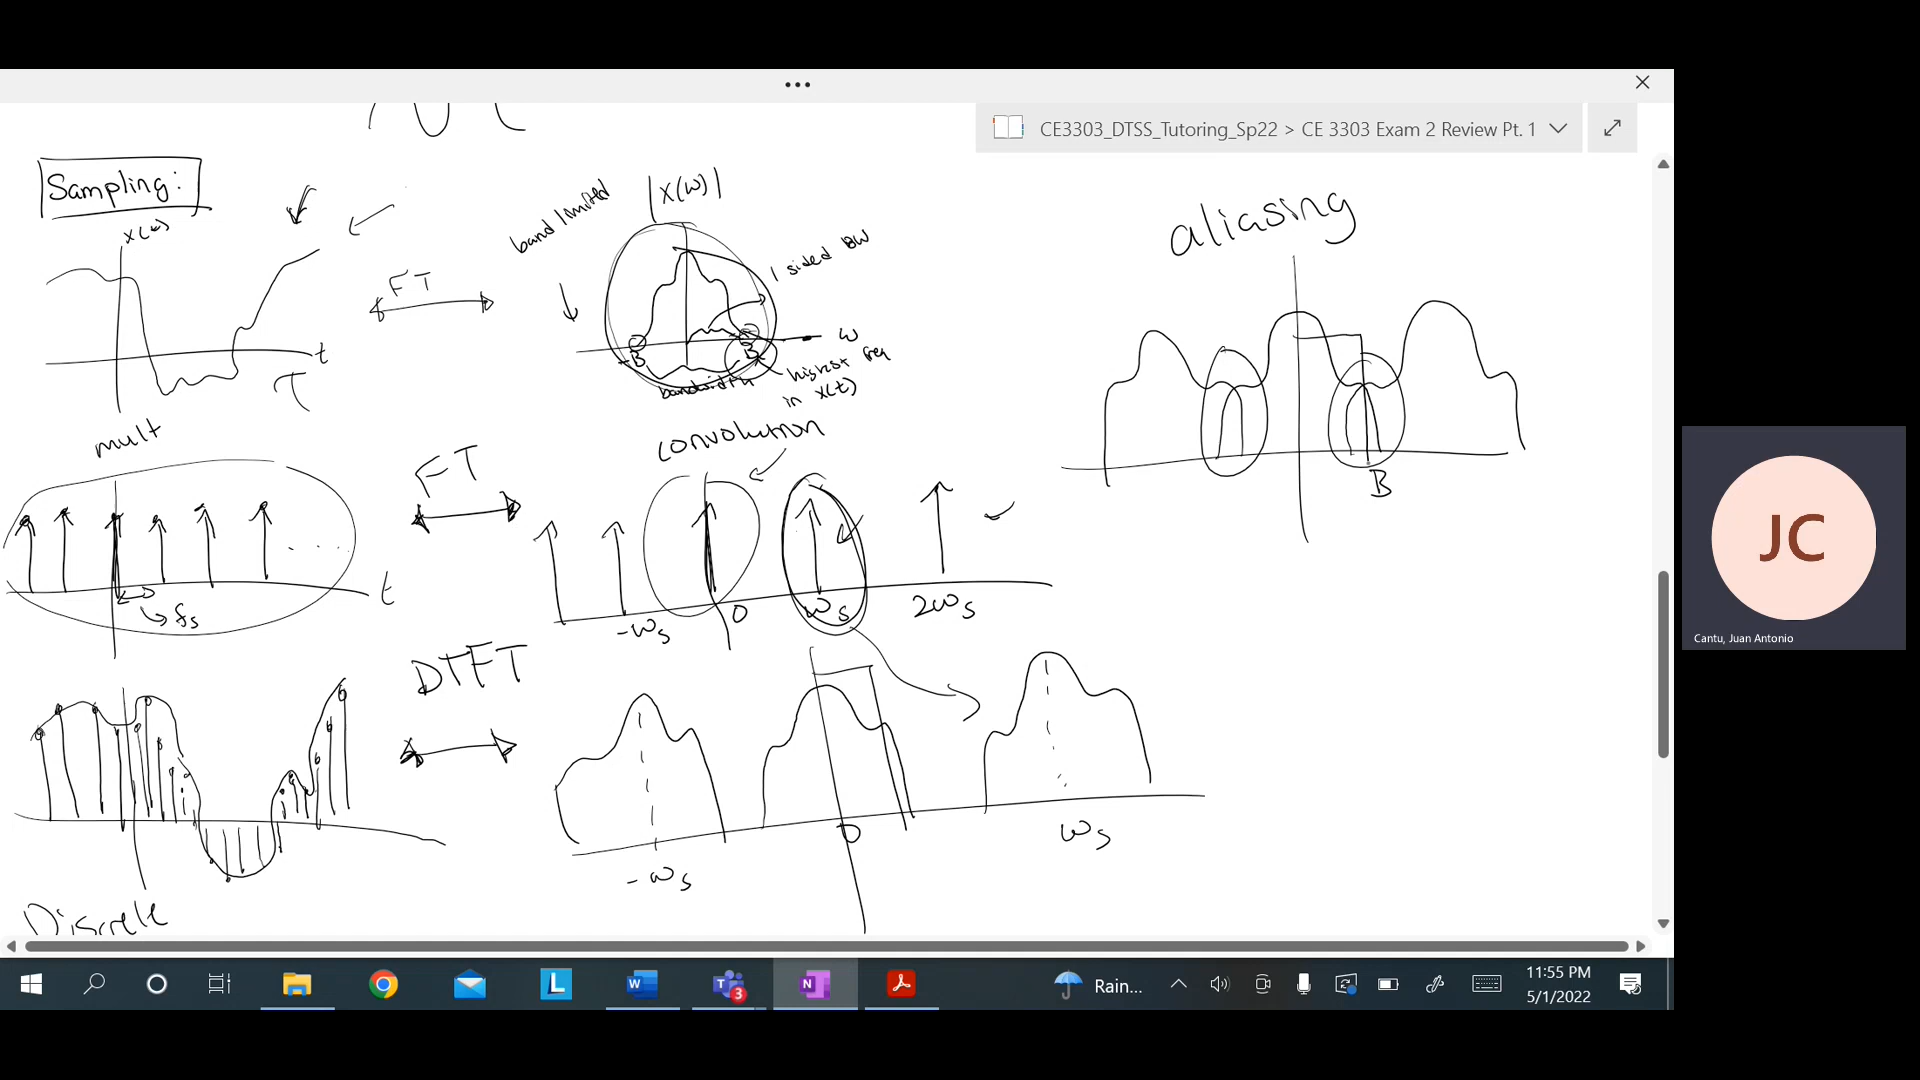 CE3303_DTSS_Tutoring_Sp22 > CE 3303 Exam 2 Review Pt. 1
Sampling:
x(t)
t
FT
band limited
|X(ω)|
1 sided BW
ω
-B
B
bandwidth
highest freq
in x(t)
aliasing
B
mult
convolution
FT
t
fs
-ωs
0
ωs
2ωs
DTFT
-ωs
0
ωs
Discrete
JC
Cantu, Juan Antonio
Rain...
11:55 PM
5/1/2022
3